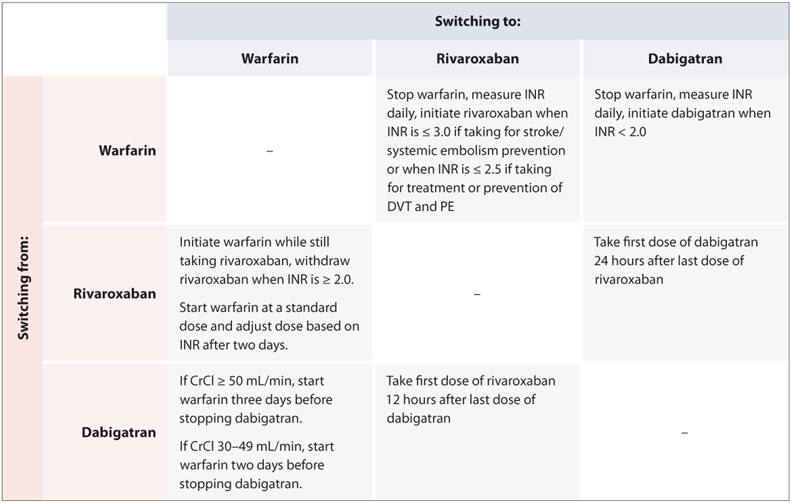 Switching to:
Warfarin
Rivaroxaban
Dabigatran
Switching from:
Warfarin
–
Stop warfarin, measure INR
daily, initiate rivaroxaban when
INR is ≤ 3.0 if taking for stroke/
systemic embolism prevention
or when INR is ≤ 2.5 if taking
for treatment or prevention of
DVT and PE
Stop warfarin, measure INR
daily, initiate dabigatran when
INR < 2.0
Rivaroxaban
Initiate warfarin while still
taking rivaroxaban, withdraw
rivaroxaban when INR is ≥ 2.0.
Start warfarin at a standard
dose and adjust dose based on
INR after two days.
–
Take first dose of dabigatran
24 hours after last dose of
rivaroxaban
Dabigatran
If CrCl ≥ 50 mL/min, start
warfarin three days before
stopping dabigatran.
If CrCl 30–49 mL/min, start
warfarin two days before
stopping dabigatran.
Take first dose of rivaroxaban
12 hours after last dose of
dabigatran
–